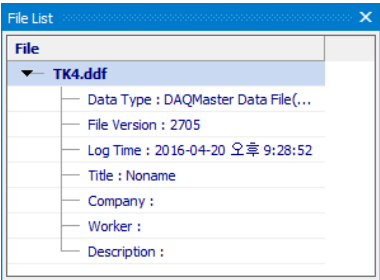 File List
File
TK4.ddf
Data Type : DAQMaster Data File(...
File Version : 2705
Log Time : 2016-04-20 오후 9:28:52
Title : Noname
Company :
Worker :
Description :